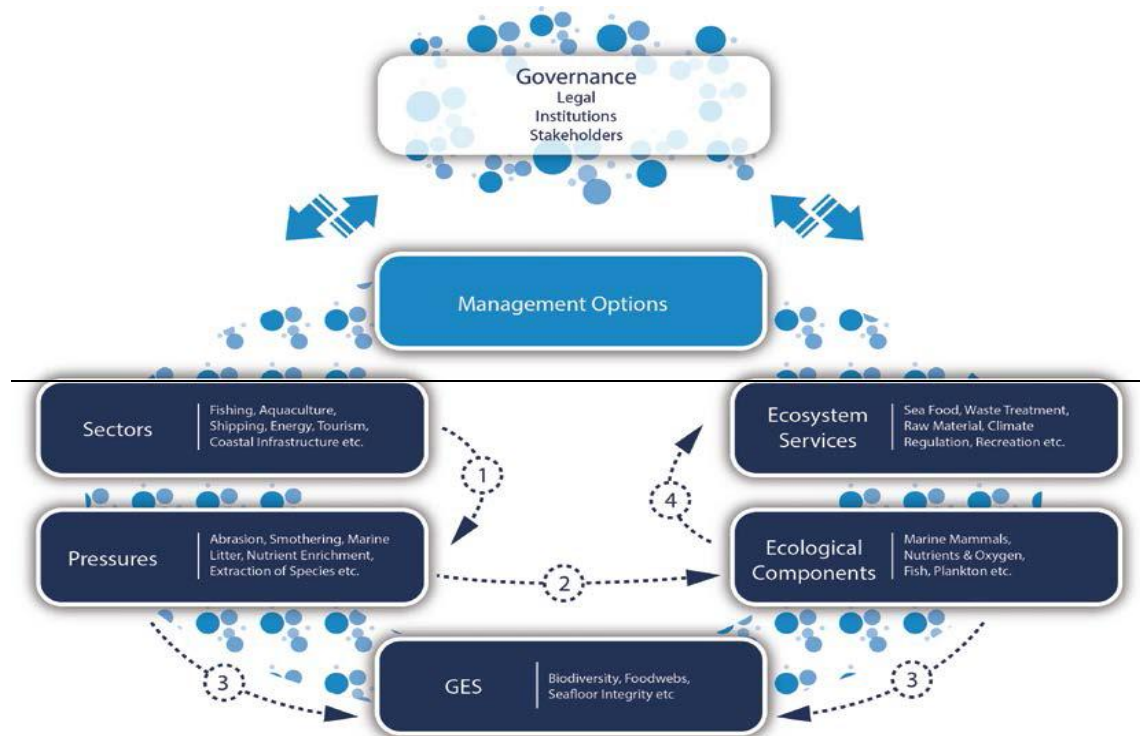 Governance
Legal
Institutions
Stakeholders
Management Options
Sectors
Fishing, Aquaculture,
Shipping, Energy, Tourism,
Coastal Infrastructure etc.
Ecosystem
Services
Sea Food, Waste Treatment,
Raw Material, Climate
Regulation, Recreation etc.
1
4
Pressures
Abrasion, Smothering, Marine
Litter, Nutrient Enrichment,
Extraction of Species etc.
2
Ecological
Components
Marine Mammals,
Nutrients & Oxygen,
Fish, Plankton etc.
3
GES
Biodiversity, Foodwebs,
Seafloor Integrity etc
3